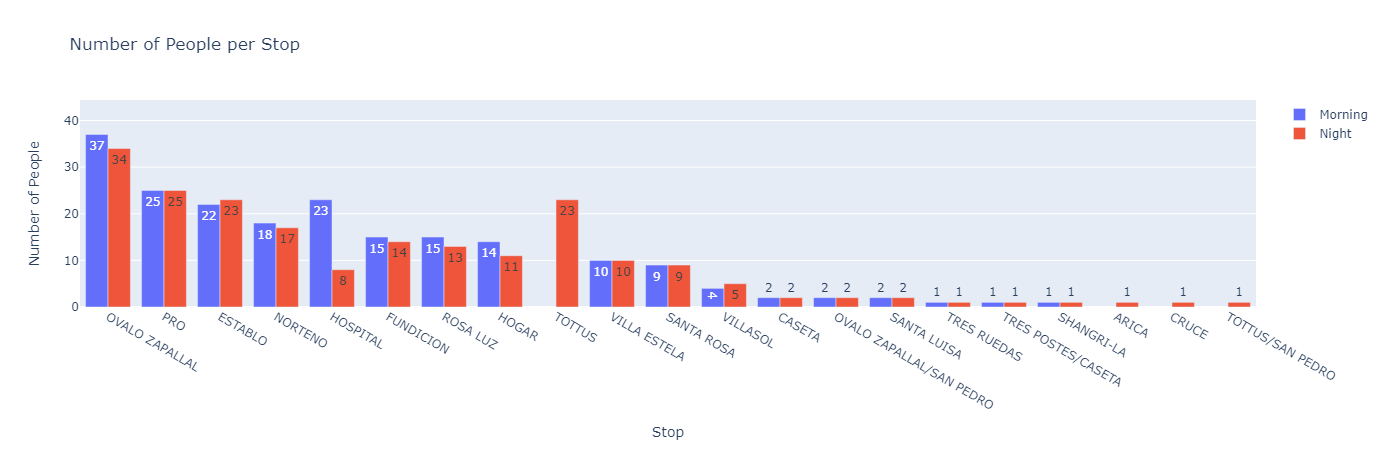 Number of People per Stop
Number of People
40
30
20
10
0
37 34 25 25 22 23 18 17 23 8 15 14 15 13 14 11 23 10 10 9 9 4 5 2 2 2 2 2 2 1 1 1 1 1 1 1 1 1
OVALO ZAPALLAL
PRO
ESTABLO
NORTENO
HOSPITAL
FUNDICION
ROSA LUZ
HOGAR
TOTTUS
VILLA ESTELA
SANTA ROSA
VILLASOL
CASETA
OVALO ZAPALLAL/SAN PEDRO
SANTA LUISA
TRES RUEDAS
TRES POSTES/CASETA
SHANGRI-LA
ARICA
CRUCE
TOTTUS/SAN PEDRO
Stop
Morning
Night